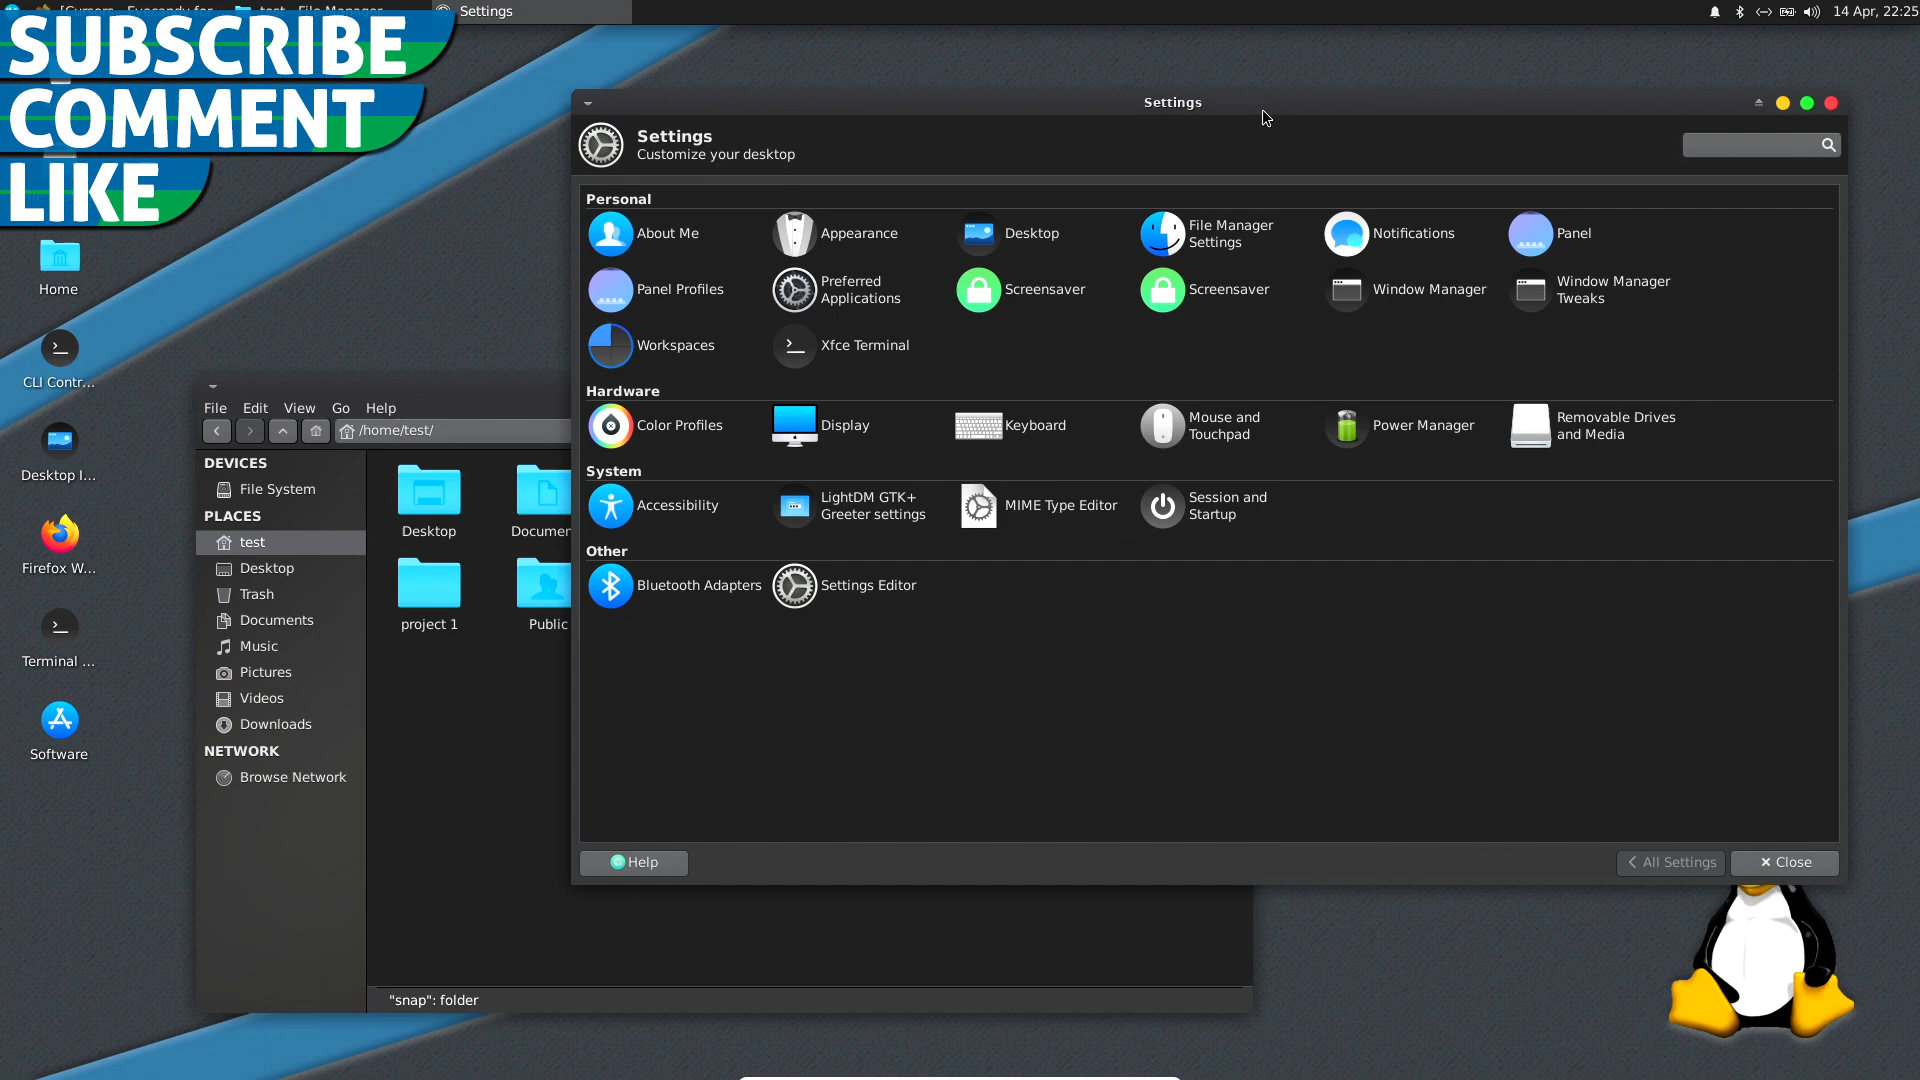 Settings
14 Apr, 22:25
SUBSCRIBE
COMMENT
LIKE
Home
CLI Contr...
Desktop I...
Firefox W...
Terminal ...
Software
File Edit View Go Help
/home/test/
DEVICES
File System
PLACES
test
Desktop
Trash
Documents
Music
Pictures
Videos
Downloads
NETWORK
Browse Network
Desktop
Documen
project 1
Public
"snap": folder
Settings
Settings
Customize your desktop
Personal
About Me
Appearance
Desktop
File Manager
Settings
Notifications
Panel
Panel Profiles
Preferred
Applications
Screensaver
Screensaver
Window Manager
Window Manager
Tweaks
Workspaces
Xfce Terminal
Hardware
Color Profiles
Display
Keyboard
Mouse and
Touchpad
Power Manager
Removable Drives
and Media
System
Accessibility
LightDM GTK+
Greeter settings
MIME Type Editor
Session and
Startup
Other
Bluetooth Adapters
Settings Editor
Help
All Settings
Close